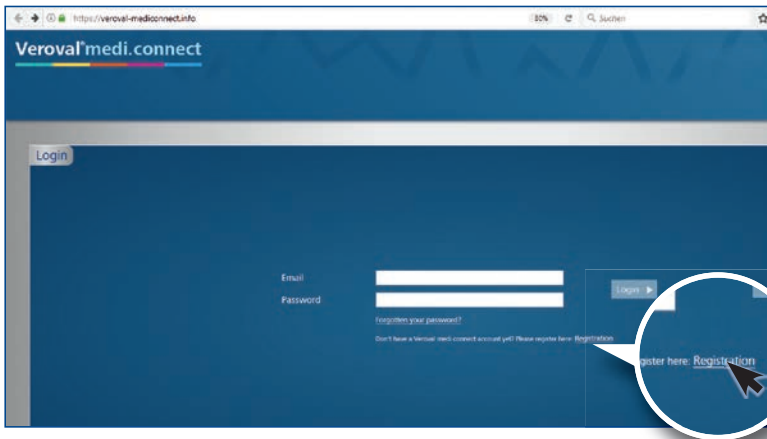 https://veroval-mediconnect.info
80%
Suchen
Veroval®medi.connect
Login
Email
Password
Login
Forgotten your password?
Don't have a Veroval medi.connect account yet? Please register here: Registration
gister here: Registration